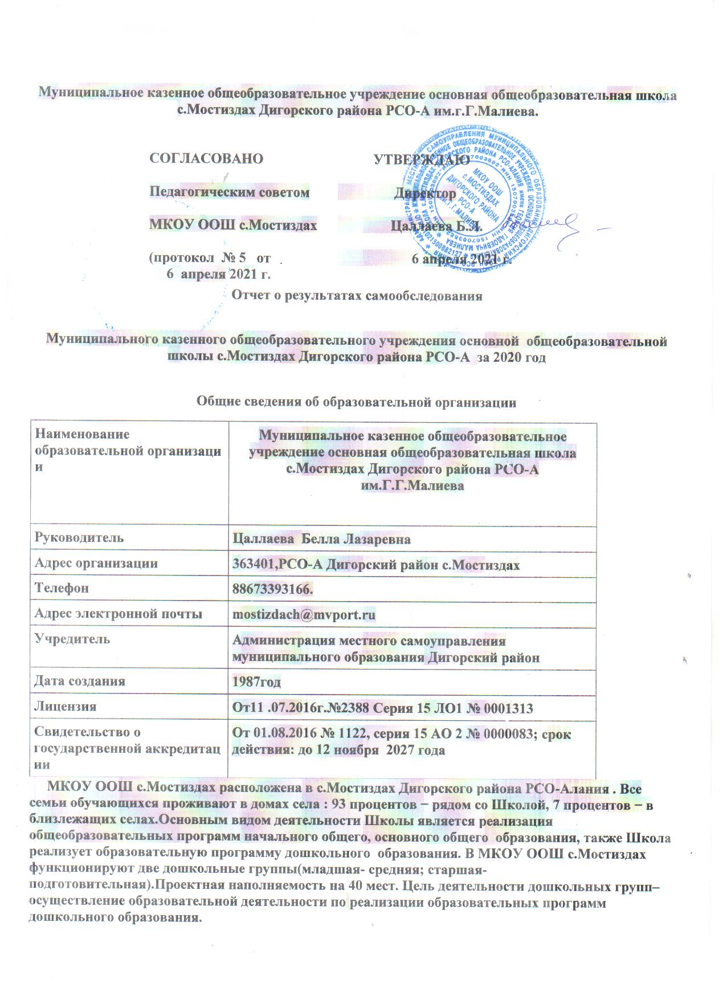 Муниципальное казенное общеобразовательное учреждение основная общеобразовательная школа
с.Мостиздах Дигорского района РСО-А им.г.Г.Малиева.
СОГЛАСОВАНО УТВЕРЖДАЮ
Педагогическим советом Директор
МКОУ ООШ с.Мостиздах Цаллаева Б.Л.
(протокол № 5 от 6 апреля 2021 г.
6 апреля 2021 г.
МКОУ ООШ
с.МОСТИЗДАХ
ДИГОРСКОГО РАЙОНА
РСО-А
Отчет о результатах самообследования
Муниципального казенного общеобразовательного учреждения основной общеобразовательной
школы с.Мостиздах Дигорского района РСО-А за 2020 год
Общие сведения об образовательной организации
Наименование
образовательной организаци
и
Муниципальное казенное общеобразовательное
учреждение основная общеобразовательная школа
с.Мостиздах Дигорского района РСО-А
им.Г.Г.Малиева
Руководитель Цаллаева Белла Лазаревна
Адрес организации 363401,РСО-А Дигорский район с.Мостиздах
Телефон 88673393166.
Адрес электронной почты mostizdach@mvport.ru
Учредитель Администрация местного самоуправления
муниципального образования Дигорский район
Дата создания 1987год
Лицензия От11 .07.2016г.№2388 Серия 15 ЛО1 № 0001313
Свидетельство о
государственной аккредитац
ии
От 01.08.2016 № 1122, серия 15 АО 2 № 0000083; срок
действия: до 12 ноября 2027 года
МКОУ ООШ с.Мостиздах расположена в с.Мостиздах Дигорского района РСО-Алания . Все
семьи обучающихся проживают в домах села : 93 процентов − рядом со Школой, 7 процентов − в
близлежащих селах.Основным видом деятельности Школы является реализация
общеобразовательных программ начального общего, основного общего образования, также Школа
реализует образовательную программу дошкольного образования. В МКОУ ООШ с.Мостиздах
функционируют две дошкольные группы(младшая- средняя; старшая-
подготовительная).Проектная наполняемость на 40 мест. Цель деятельности дошкольных групп–
осуществление образовательной деятельности по реализации образовательных программ
дошкольного образования.